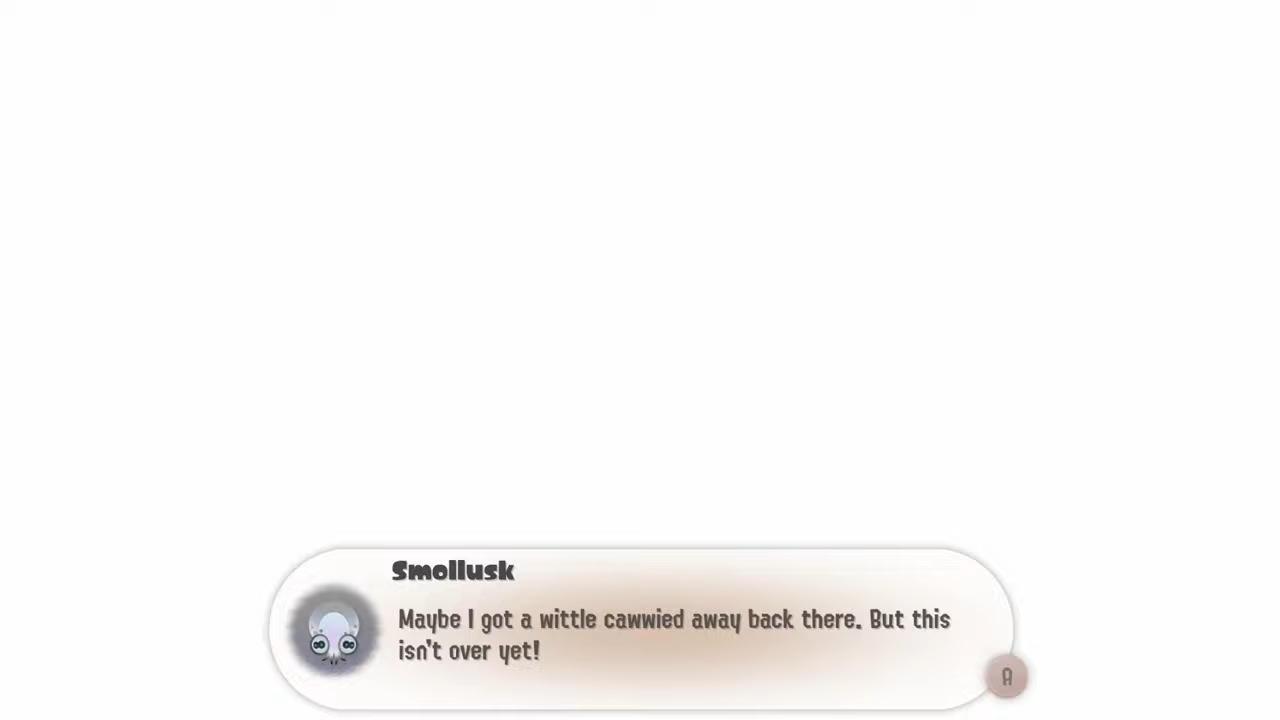 Smollusk
Maybe I got a wittle cawwied away back there. But this
isn't over yet!
A